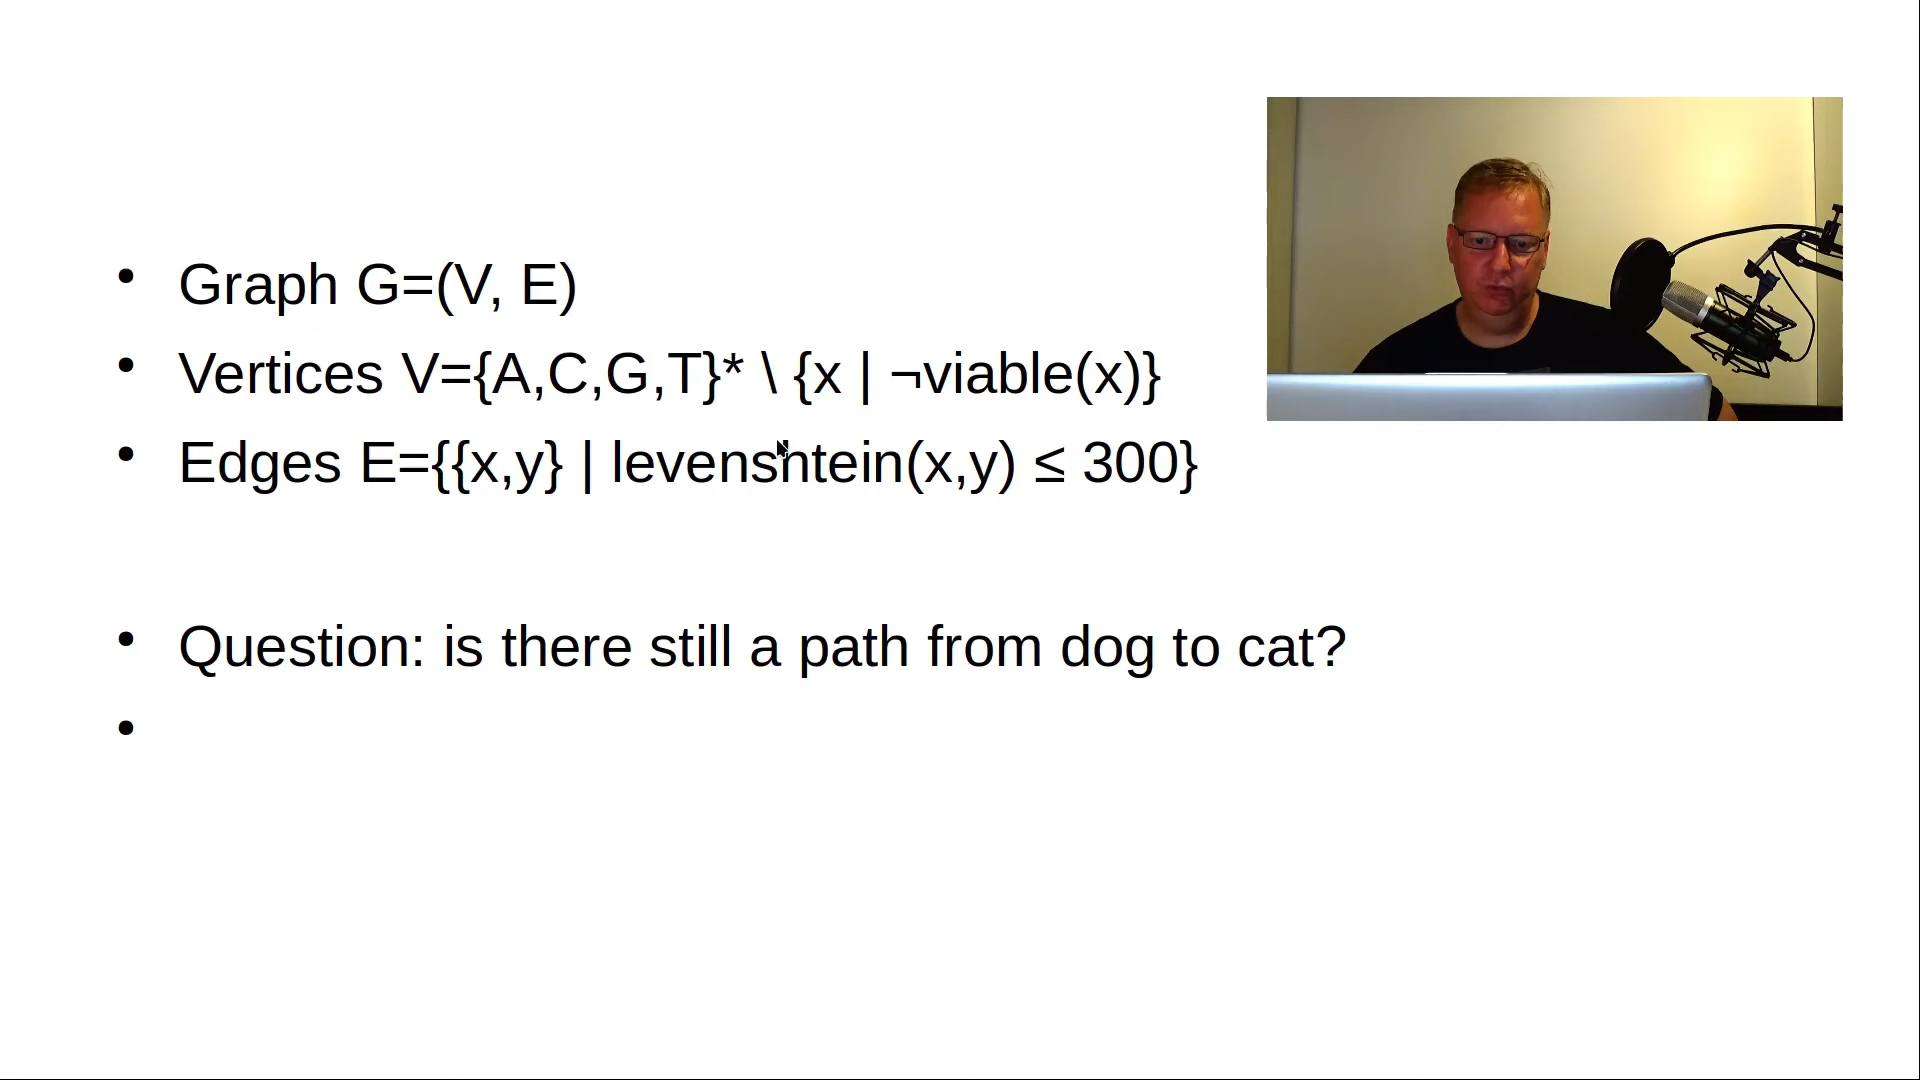 • Graph G=(V, E)
• Vertices V={A,C,G,T}* \ {x | ¬viable(x)}
• Edges E={{x,y} | levenshtein(x,y) ≤ 300}
• Question: is there still a path from dog to cat?
•